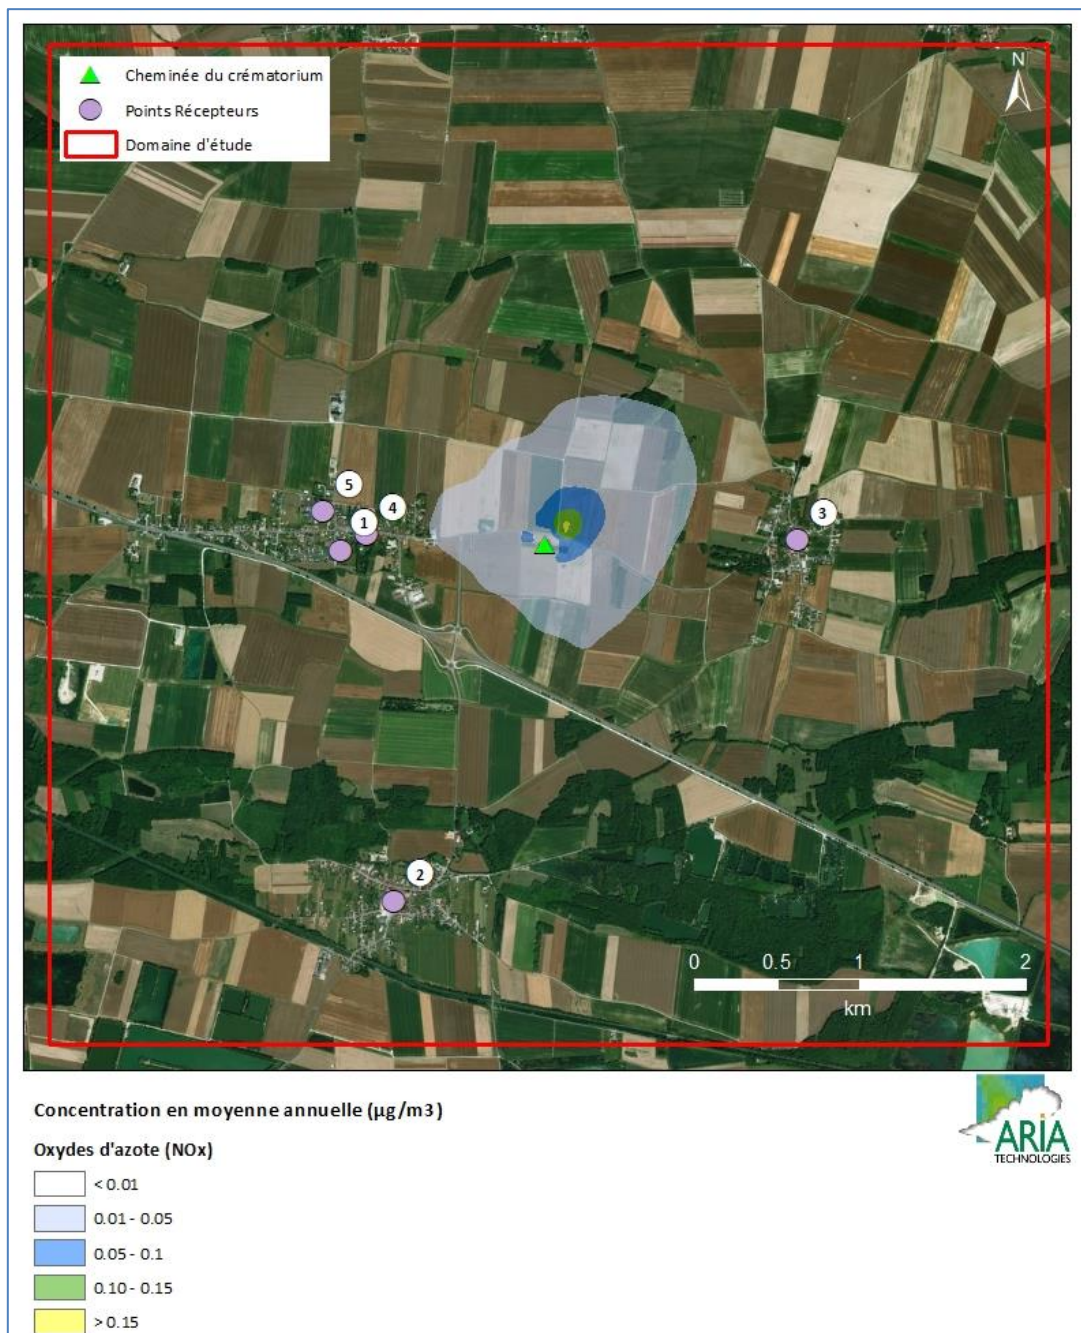 Cheminée du crématorium
Points Récepteurs
Domaine d'étude
N
5
4
1
3
2
0 0.5 1 2
km
Concentration en moyenne annuelle (µg/m3)
Oxydes d'azote (NOx)
< 0.01
0.01 - 0.05
0.05 - 0.1
0.10 - 0.15
> 0.15
ARIA
TECHNOLOGIES